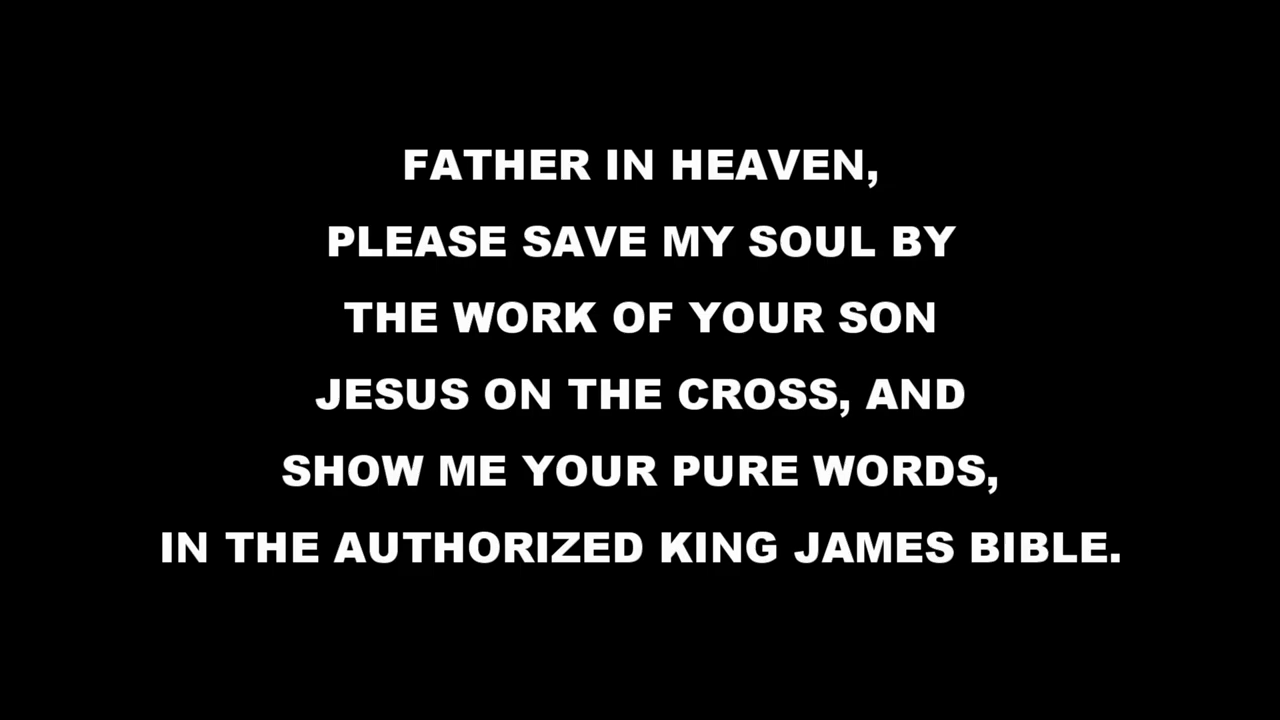 FATHER IN HEAVEN,
PLEASE SAVE MY SOUL BY
THE WORK OF YOUR SON
JESUS ON THE CROSS, AND
SHOW ME YOUR PURE WORDS,
IN THE AUTHORIZED KING JAMES BIBLE.